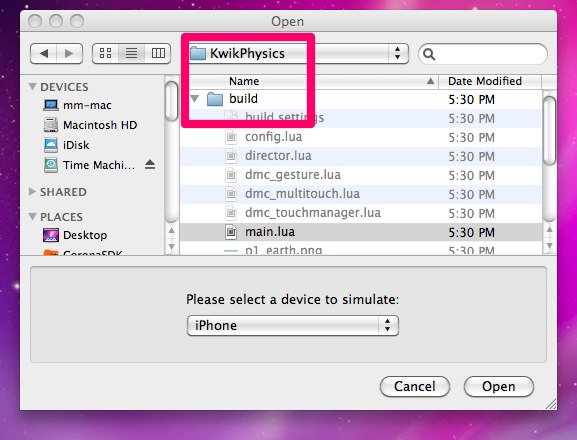 Open
KwikPhysics
Name
Date Modified
DEVICES
mm-mac
Macintosh HD
iDisk
Time Machi...
SHARED
PLACES
Desktop
CoronaSDK
build
5:30 PM
build.settings
5:30 PM
config.lua
5:30 PM
director.lua
5:30 PM
dmc_gesture.lua
5:30 PM
dmc_multitouch.lua
5:30 PM
dmc_touchmanager.lua
5:30 PM
main.lua
5:30 PM
p1_earth.png
5:30 PM
Please select a device to simulate:
iPhone
Cancel
Open